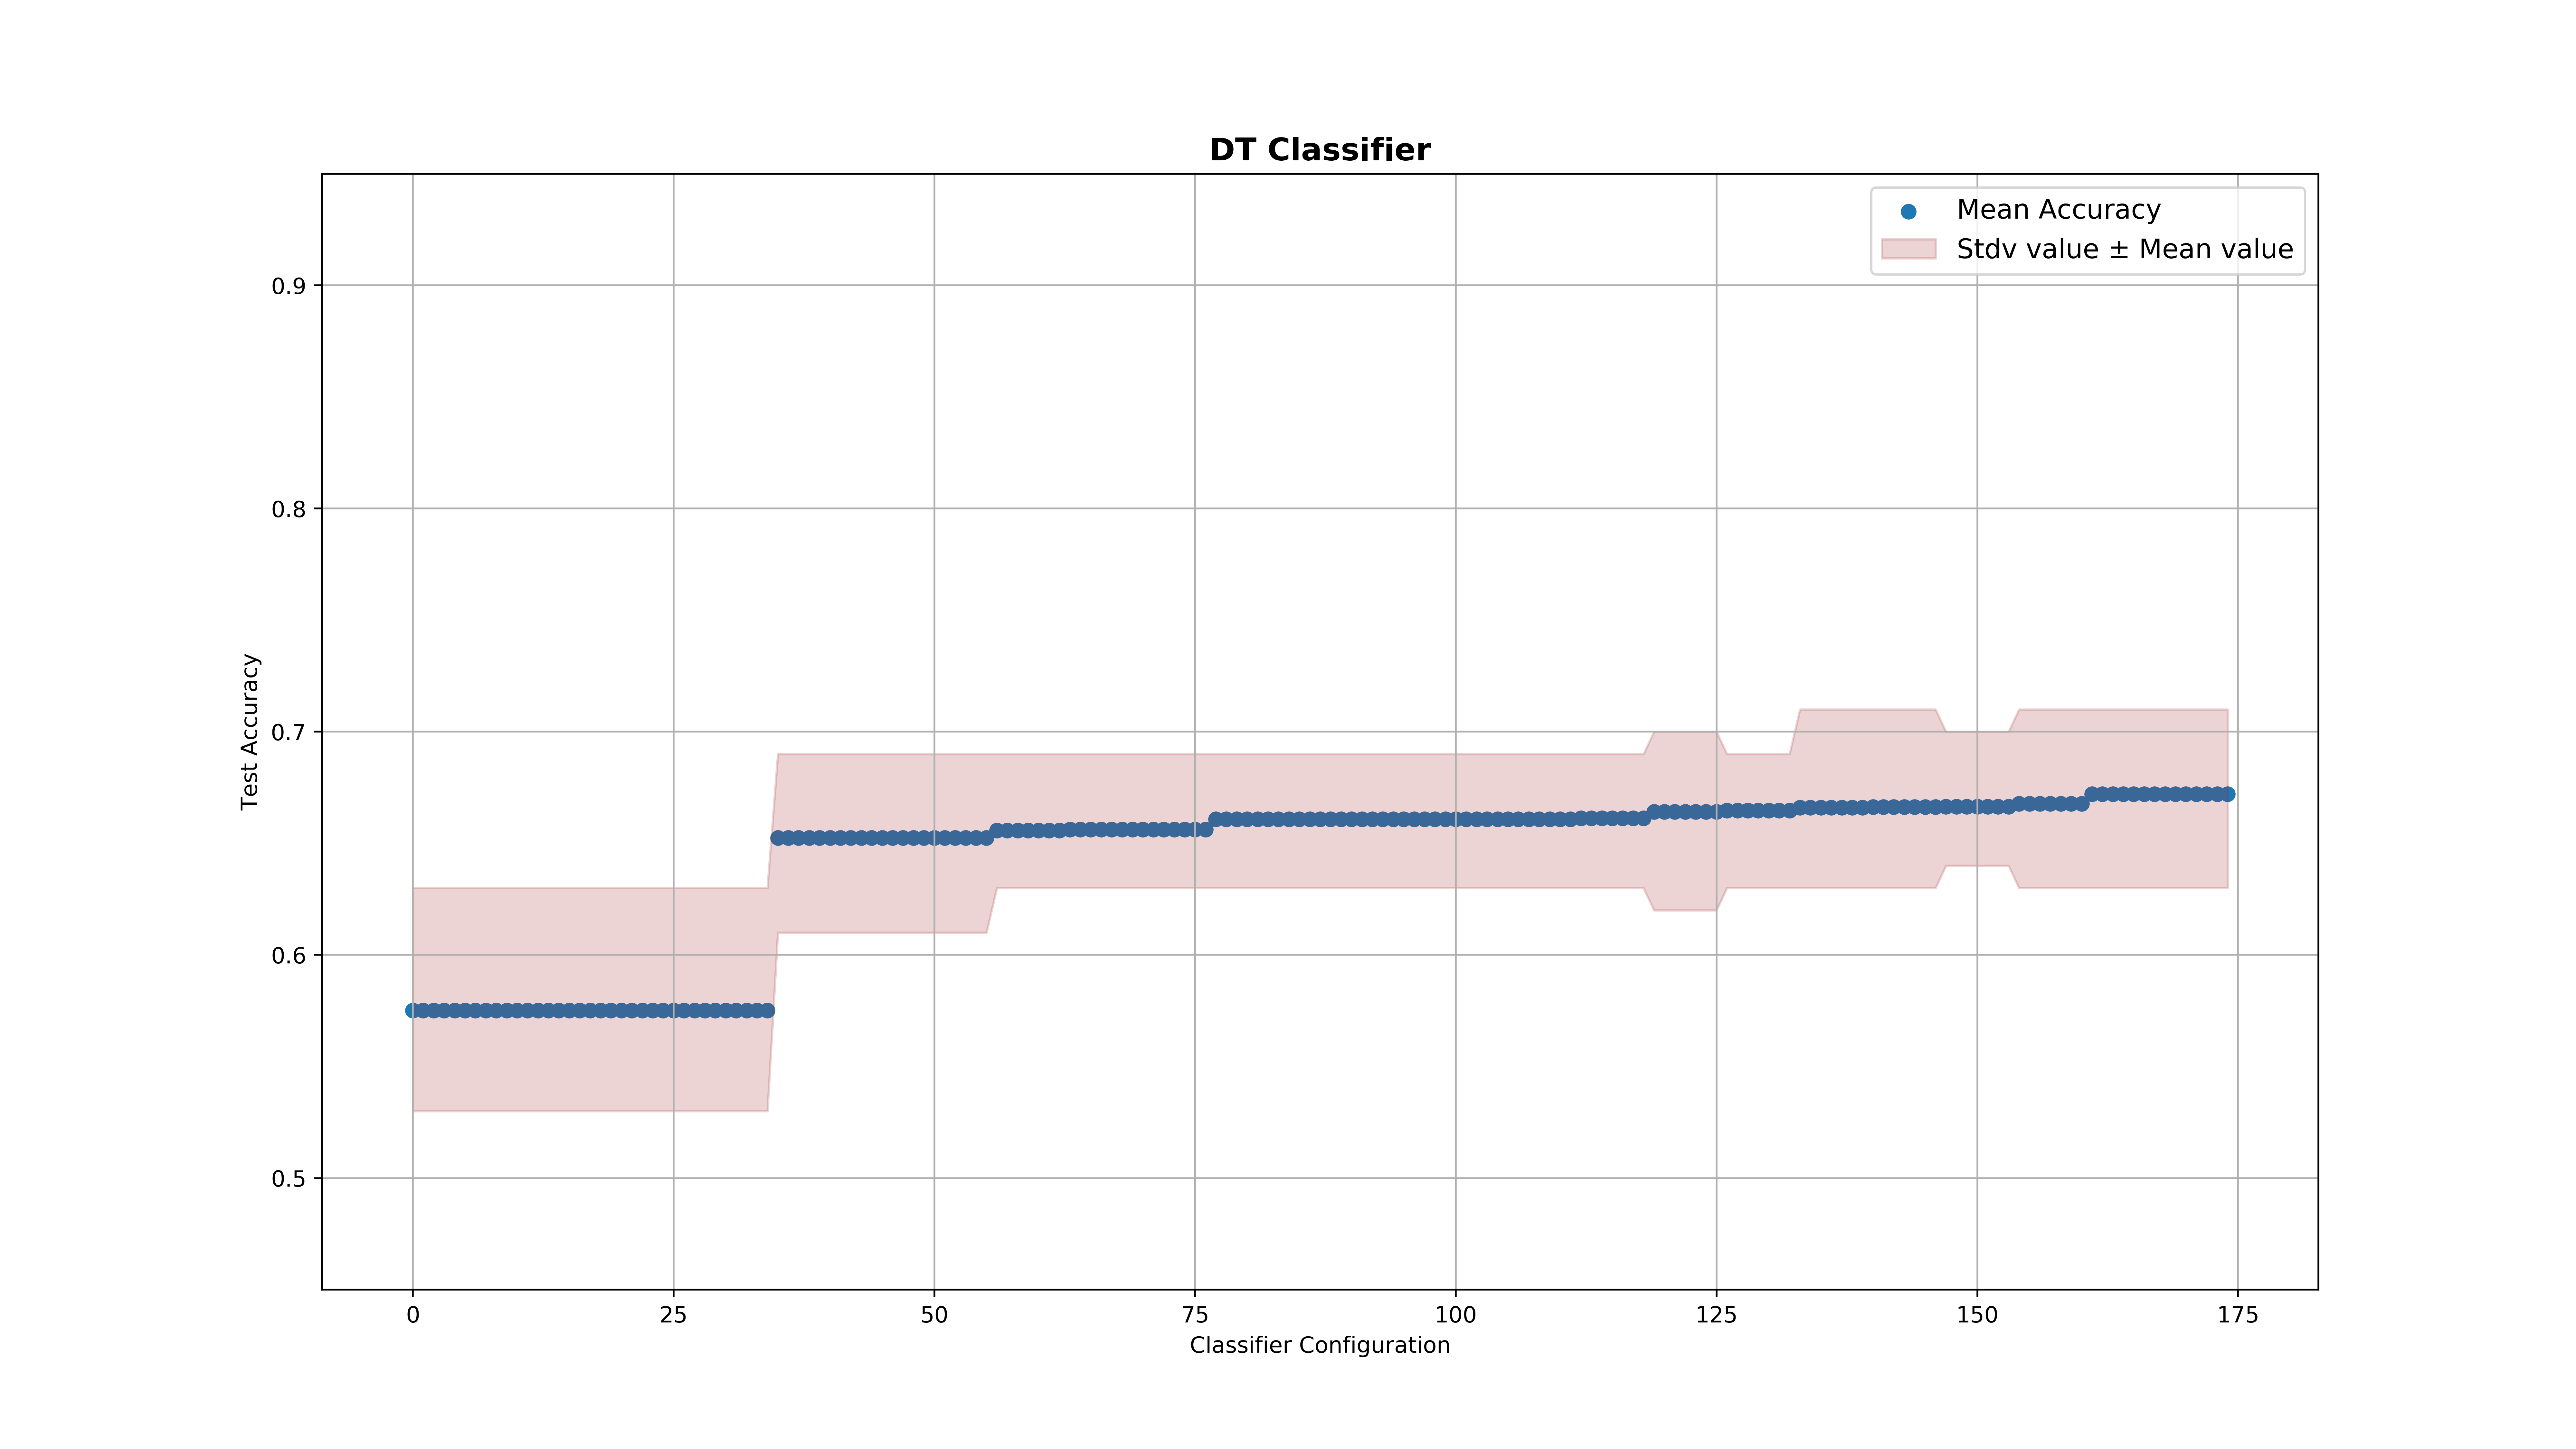 DT Classifier
Mean Accuracy
Stdv value ± Mean value
0.9
0.8
0.7
0.6
0.5
Test Accuracy
0 25 50 75 100 125 150 175
Classifier Configuration